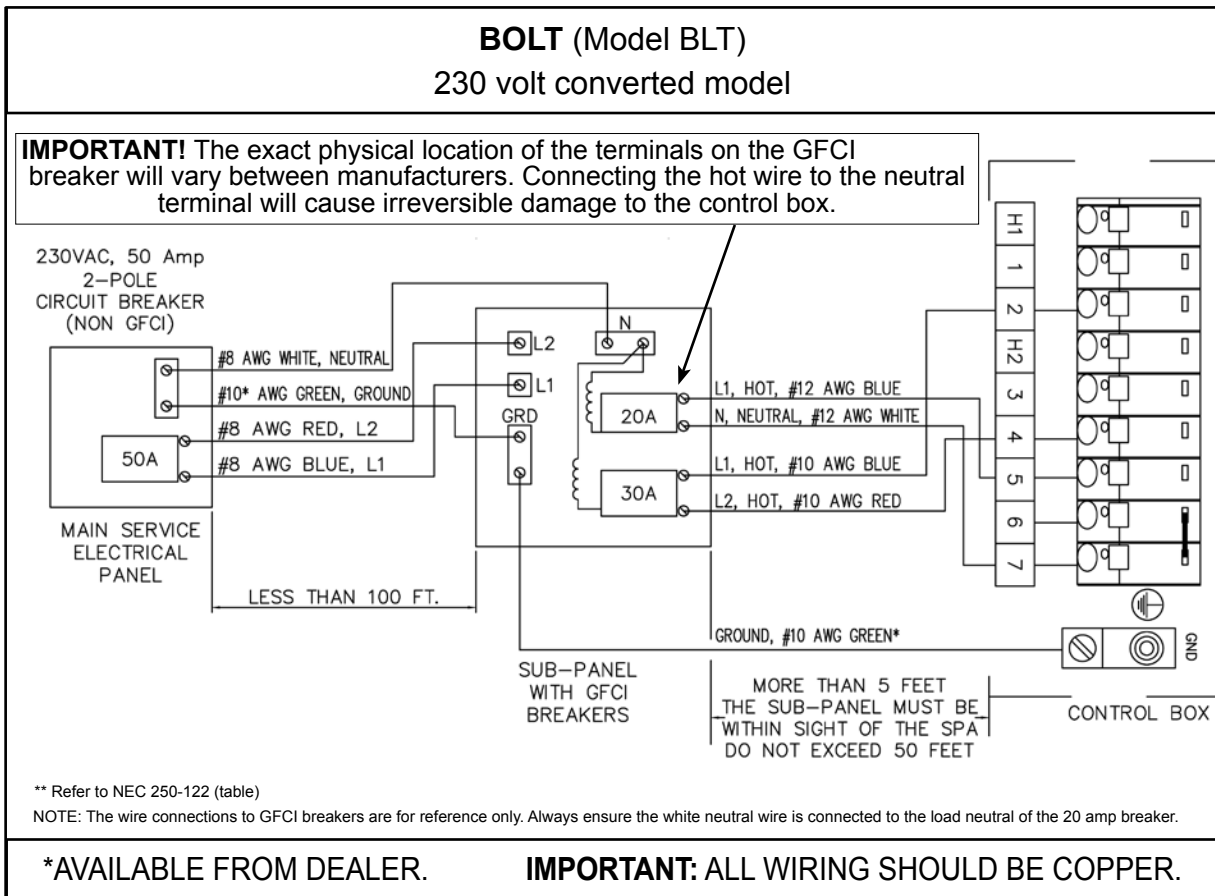 BOLT (Model BLT)
230 volt converted model
IMPORTANT! The exact physical location of the terminals on the GFCI
breaker will vary between manufacturers. Connecting the hot wire to the neutral
terminal will cause irreversible damage to the control box.
230VAC, 50 Amp
2-POLE
CIRCUIT BREAKER
(NON GFCI)
#8 AWG WHITE, NEUTRAL
#10* AWG GREEN, GROUND
#8 AWG RED, L2
#8 AWG BLUE, L1
50A
MAIN SERVICE
ELECTRICAL
PANEL
LESS THAN 100 FT.
L2
L1
GRD
N
20A
30A
SUB-PANEL
WITH GFCI
BREAKERS
L1, HOT, #12 AWG BLUE
N, NEUTRAL, #12 AWG WHITE
L1, HOT, #10 AWG BLUE
L2, HOT, #10 AWG RED
GROUND, #10 AWG GREEN*
MORE THAN 5 FEET
THE SUB-PANEL MUST BE
WITHIN SIGHT OF THE SPA
DO NOT EXCEED 50 FEET
H1
1
2
H2
3
4
5
6
7
GND
CONTROL BOX
** Refer to NEC 250-122 (table)
NOTE: The wire connections to GFCI breakers are for reference only. Always ensure the white neutral wire is connected to the load neutral of the 20 amp breaker.
*AVAILABLE FROM DEALER.
IMPORTANT: ALL WIRING SHOULD BE COPPER.